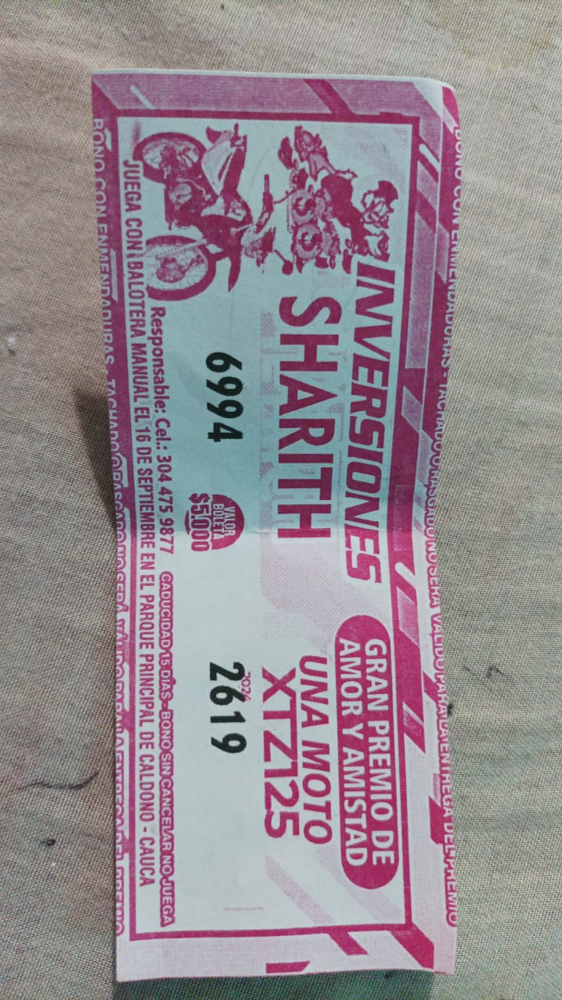 BONO CON ENMENDADURAS - TACHADO O RASGADO NO SERÁ VÁLIDO PARA LA ENTREGA DEL PREMIO
INVERSIONES
SHARITH
GRAN PREMIO DE
AMOR Y AMISTAD
UNA MOTO
XTZ125
2024
6994
2619
VALOR
BOLETA
$5.000
Responsable: Cel.: 304 475 9877
CADUCIDAD 15 DÍAS - BONO SIN CANCELAR NO JUEGA
JUEGA CON BALOTERA MANUAL EL 16 DE SEPTIEMBRE EN EL PARQUE PRINCIPAL DE CALDONO - CAUCA
BONO CON ENMENDADURAS - TACHADO O RASGADO NO SERÁ VÁLIDO PARA LA ENTREGA DEL PREMIO